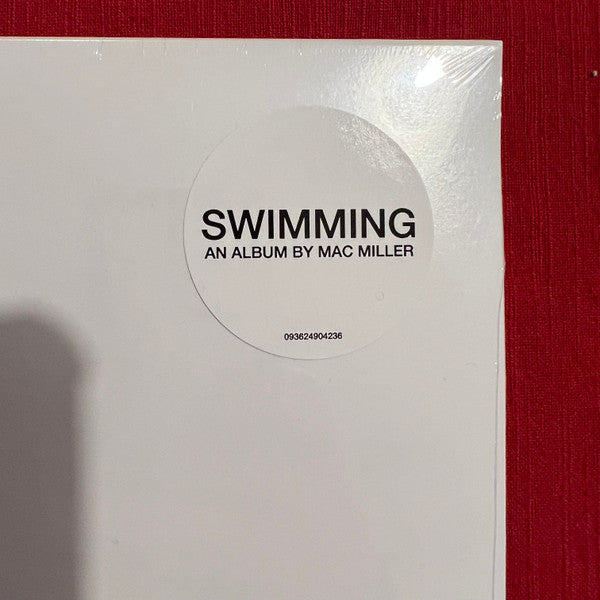 SWIMMING
AN ALBUM BY MAC MILLER
093624904236